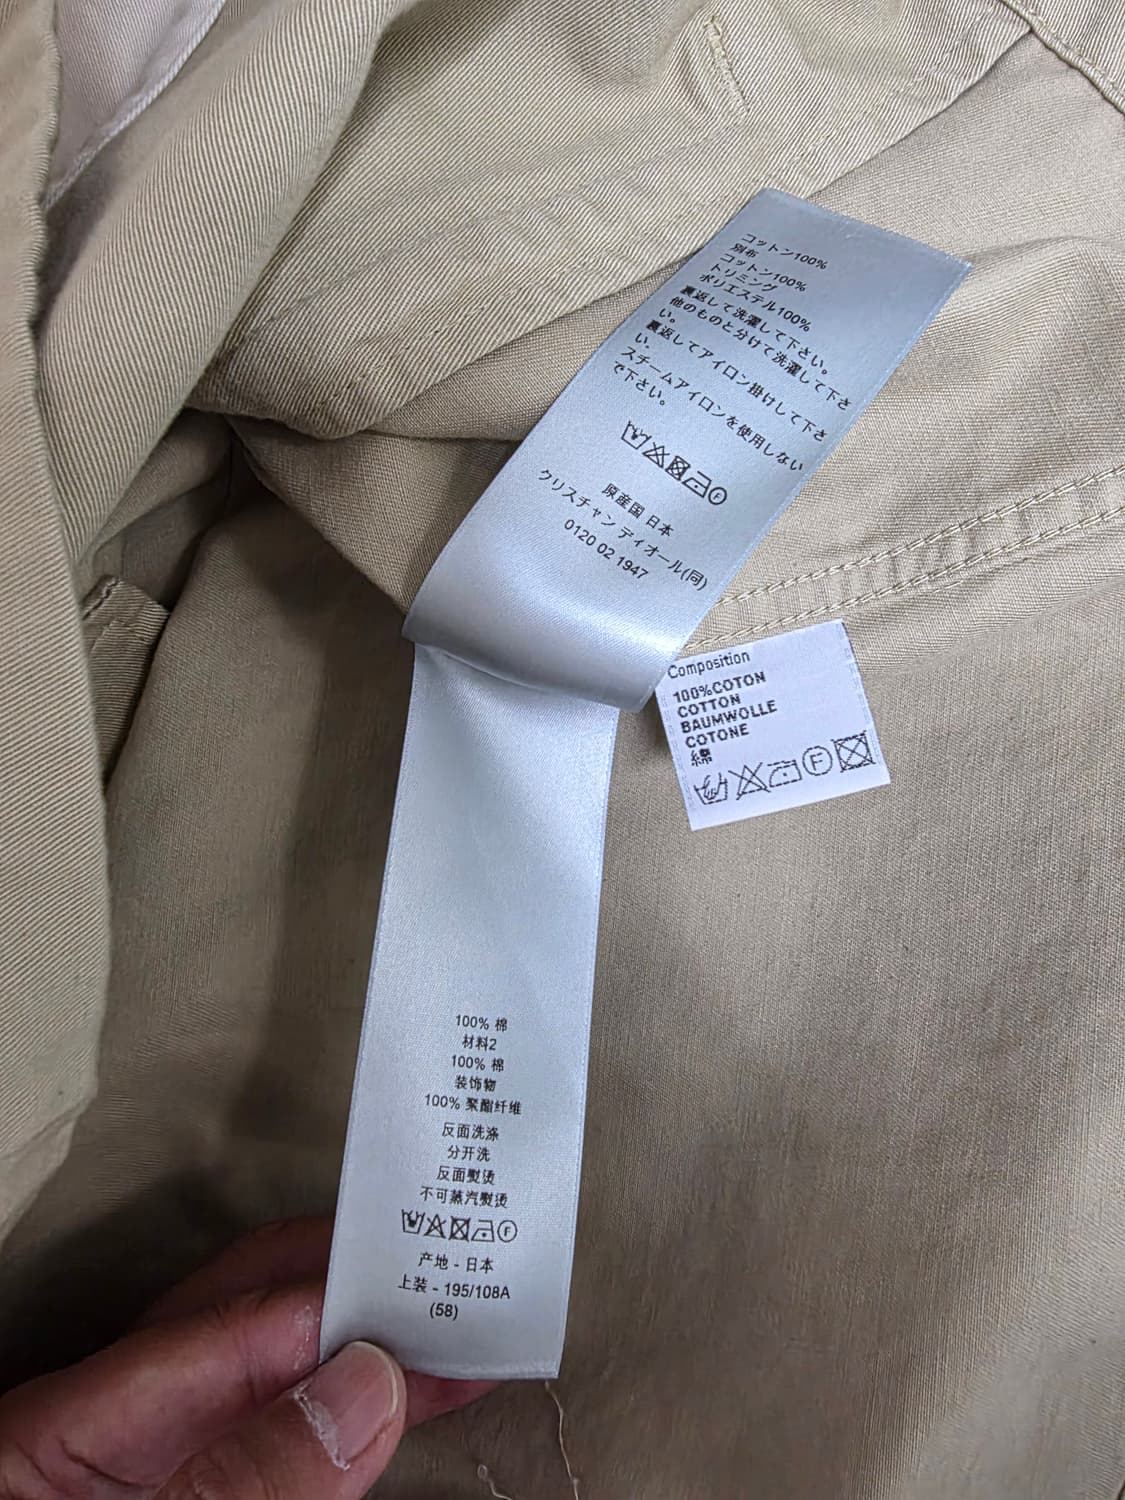 コットン100%
別布
コットン100%
トリミング
ポリエステル100%
裏返して洗濯して下さい。
他のものと分けて洗濯して下さ
い。
裏返してアイロン掛けして下さ
い。
スチームアイロンを使用しない
で下さい。
F
原産国 日本
クリスチャン ディオール(同)
0120 02 1947
Composition
100%COTON
COTTON
BAUMWOLLE
COTONE
綿
F
100% 棉
材料2
100% 棉
装饰物
100% 聚酯纤维
反面洗涤
分开洗
反面熨烫
不可蒸汽熨烫
F
产地 - 日本
上装 - 195/108A
(58)